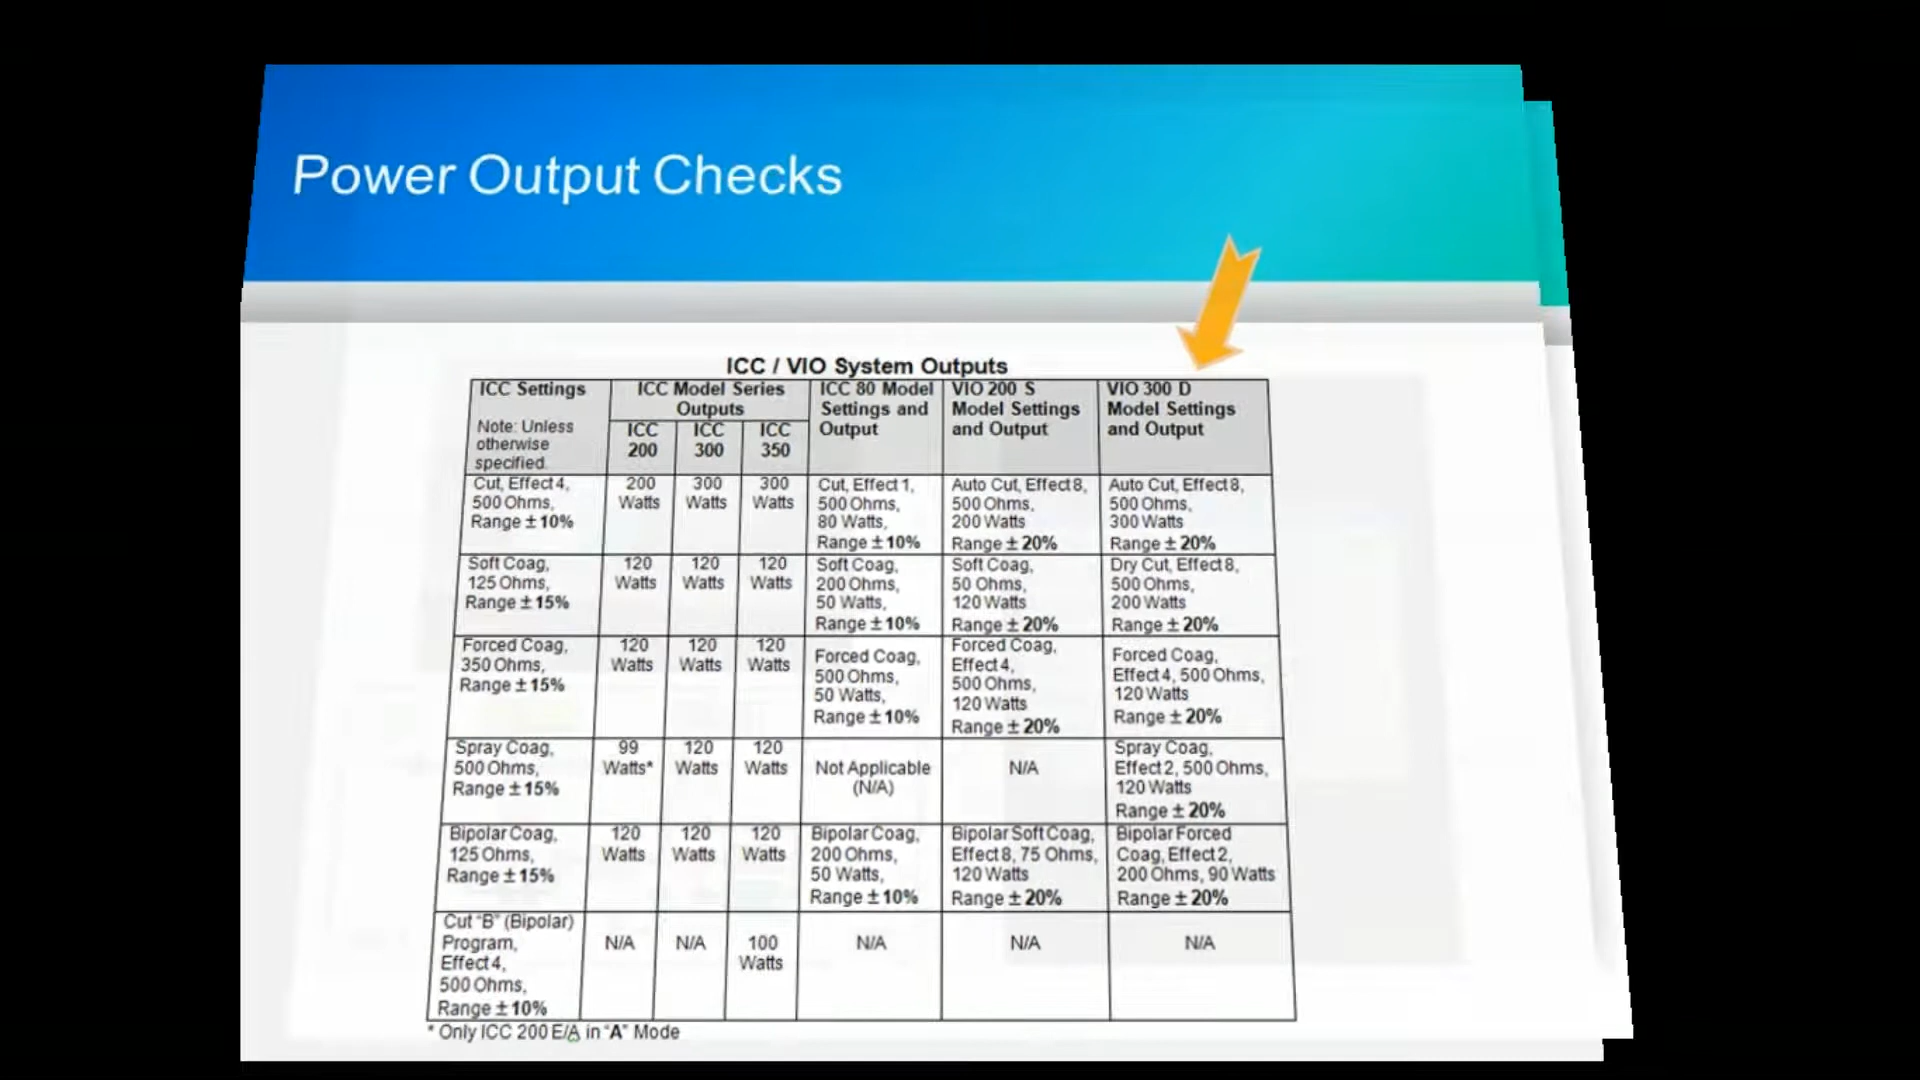 Power Output Checks
ICC / VIO System Outputs
ICC Settings
Note: Unless
otherwise
specified.
ICC Model Series
Outputs
ICC
200
ICC
300
ICC
350
ICC 80 Model
Settings and
Output
VIO 200 S
Model Settings
and Output
VIO 300 D
Model Settings
and Output
Cut, Effect 4,
500 Ohms,
Range ± 10%
200
Watts
300
Watts
300
Watts
Cut, Effect 1,
500 Ohms,
80 Watts,
Range ± 10%
Auto Cut, Effect 8,
500 Ohms,
200 Watts
Range ± 20%
Auto Cut, Effect 8,
500 Ohms,
300 Watts
Range ± 20%
Soft Coag,
125 Ohms,
Range ± 15%
120
Watts
120
Watts
120
Watts
Soft Coag,
200 Ohms,
50 Watts,
Range ± 10%
Soft Coag,
50 Ohms,
120 Watts
Range ± 20%
Dry Cut, Effect 8,
500 Ohms,
200 Watts
Range ± 20%
Forced Coag,
350 Ohms,
Range ± 15%
120
Watts
120
Watts
120
Watts
Forced Coag,
500 Ohms,
50 Watts,
Range ± 10%
Forced Coag,
Effect 4,
500 Ohms,
120 Watts
Range ± 20%
Forced Coag,
Effect 4, 500 Ohms,
120 Watts
Range ± 20%
Spray Coag,
500 Ohms,
Range ± 15%
99
Watts*
120
Watts
120
Watts
Not Applicable
(N/A)
N/A
Spray Coag,
Effect 2, 500 Ohms,
120 Watts
Range ± 20%
Bipolar Coag,
125 Ohms,
Range ± 15%
120
Watts
120
Watts
120
Watts
Bipolar Coag,
200 Ohms,
50 Watts,
Range ± 10%
Bipolar Soft Coag,
Effect 8, 75 Ohms,
120 Watts
Range ± 20%
Bipolar Forced
Coag, Effect 2,
200 Ohms, 90 Watts
Range ± 20%
Cut "B" (Bipolar)
Program,
Effect 4,
500 Ohms,
Range ± 10%
N/A
N/A
100
Watts
N/A
N/A
N/A
* Only ICC 200 E/A in "A" Mode